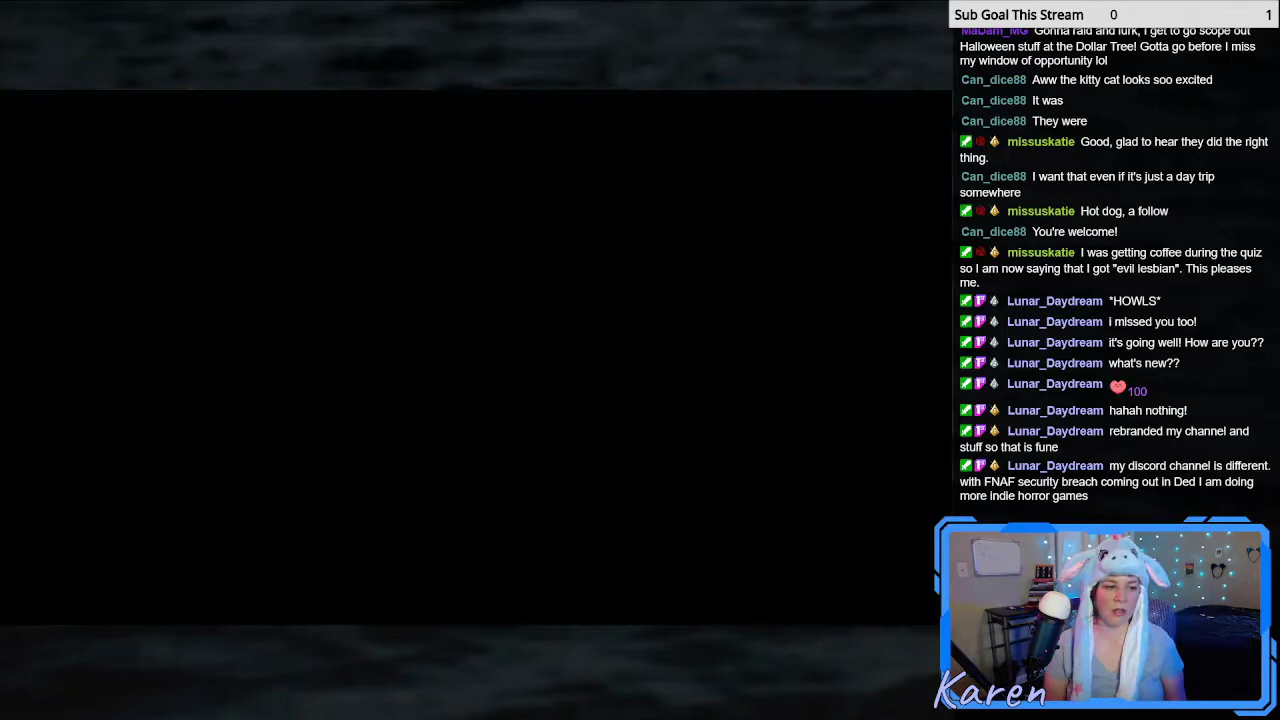 Sub Goal This Stream 0 1
MaDam_MG Gonna raid and lurk, I get to go scope out
Halloween stuff at the Dollar Tree! Gotta go before I miss
my window of opportunity lol
Can_dice88 Aww the kitty cat looks soo excited
Can_dice88 It was
Can_dice88 They were
missuskatie Good, glad to hear they did the right
thing.
Can_dice88 I want that even if it's just a day trip
somewhere
missuskatie Hot dog, a follow
Can_dice88 You're welcome!
missuskatie I was getting coffee during the quiz
so I am now saying that I got "evil lesbian". This pleases
me.
Lunar_Daydream *HOWLS*
Lunar_Daydream i missed you too!
Lunar_Daydream it's going well! How are you??
Lunar_Daydream what's new??
Lunar_Daydream 100
Lunar_Daydream hahah nothing!
Lunar_Daydream rebranded my channel and
stuff so that is fune
Lunar_Daydream my discord channel is different.
with FNAF security breach coming out in Ded I am doing
more indie horror games
Karen